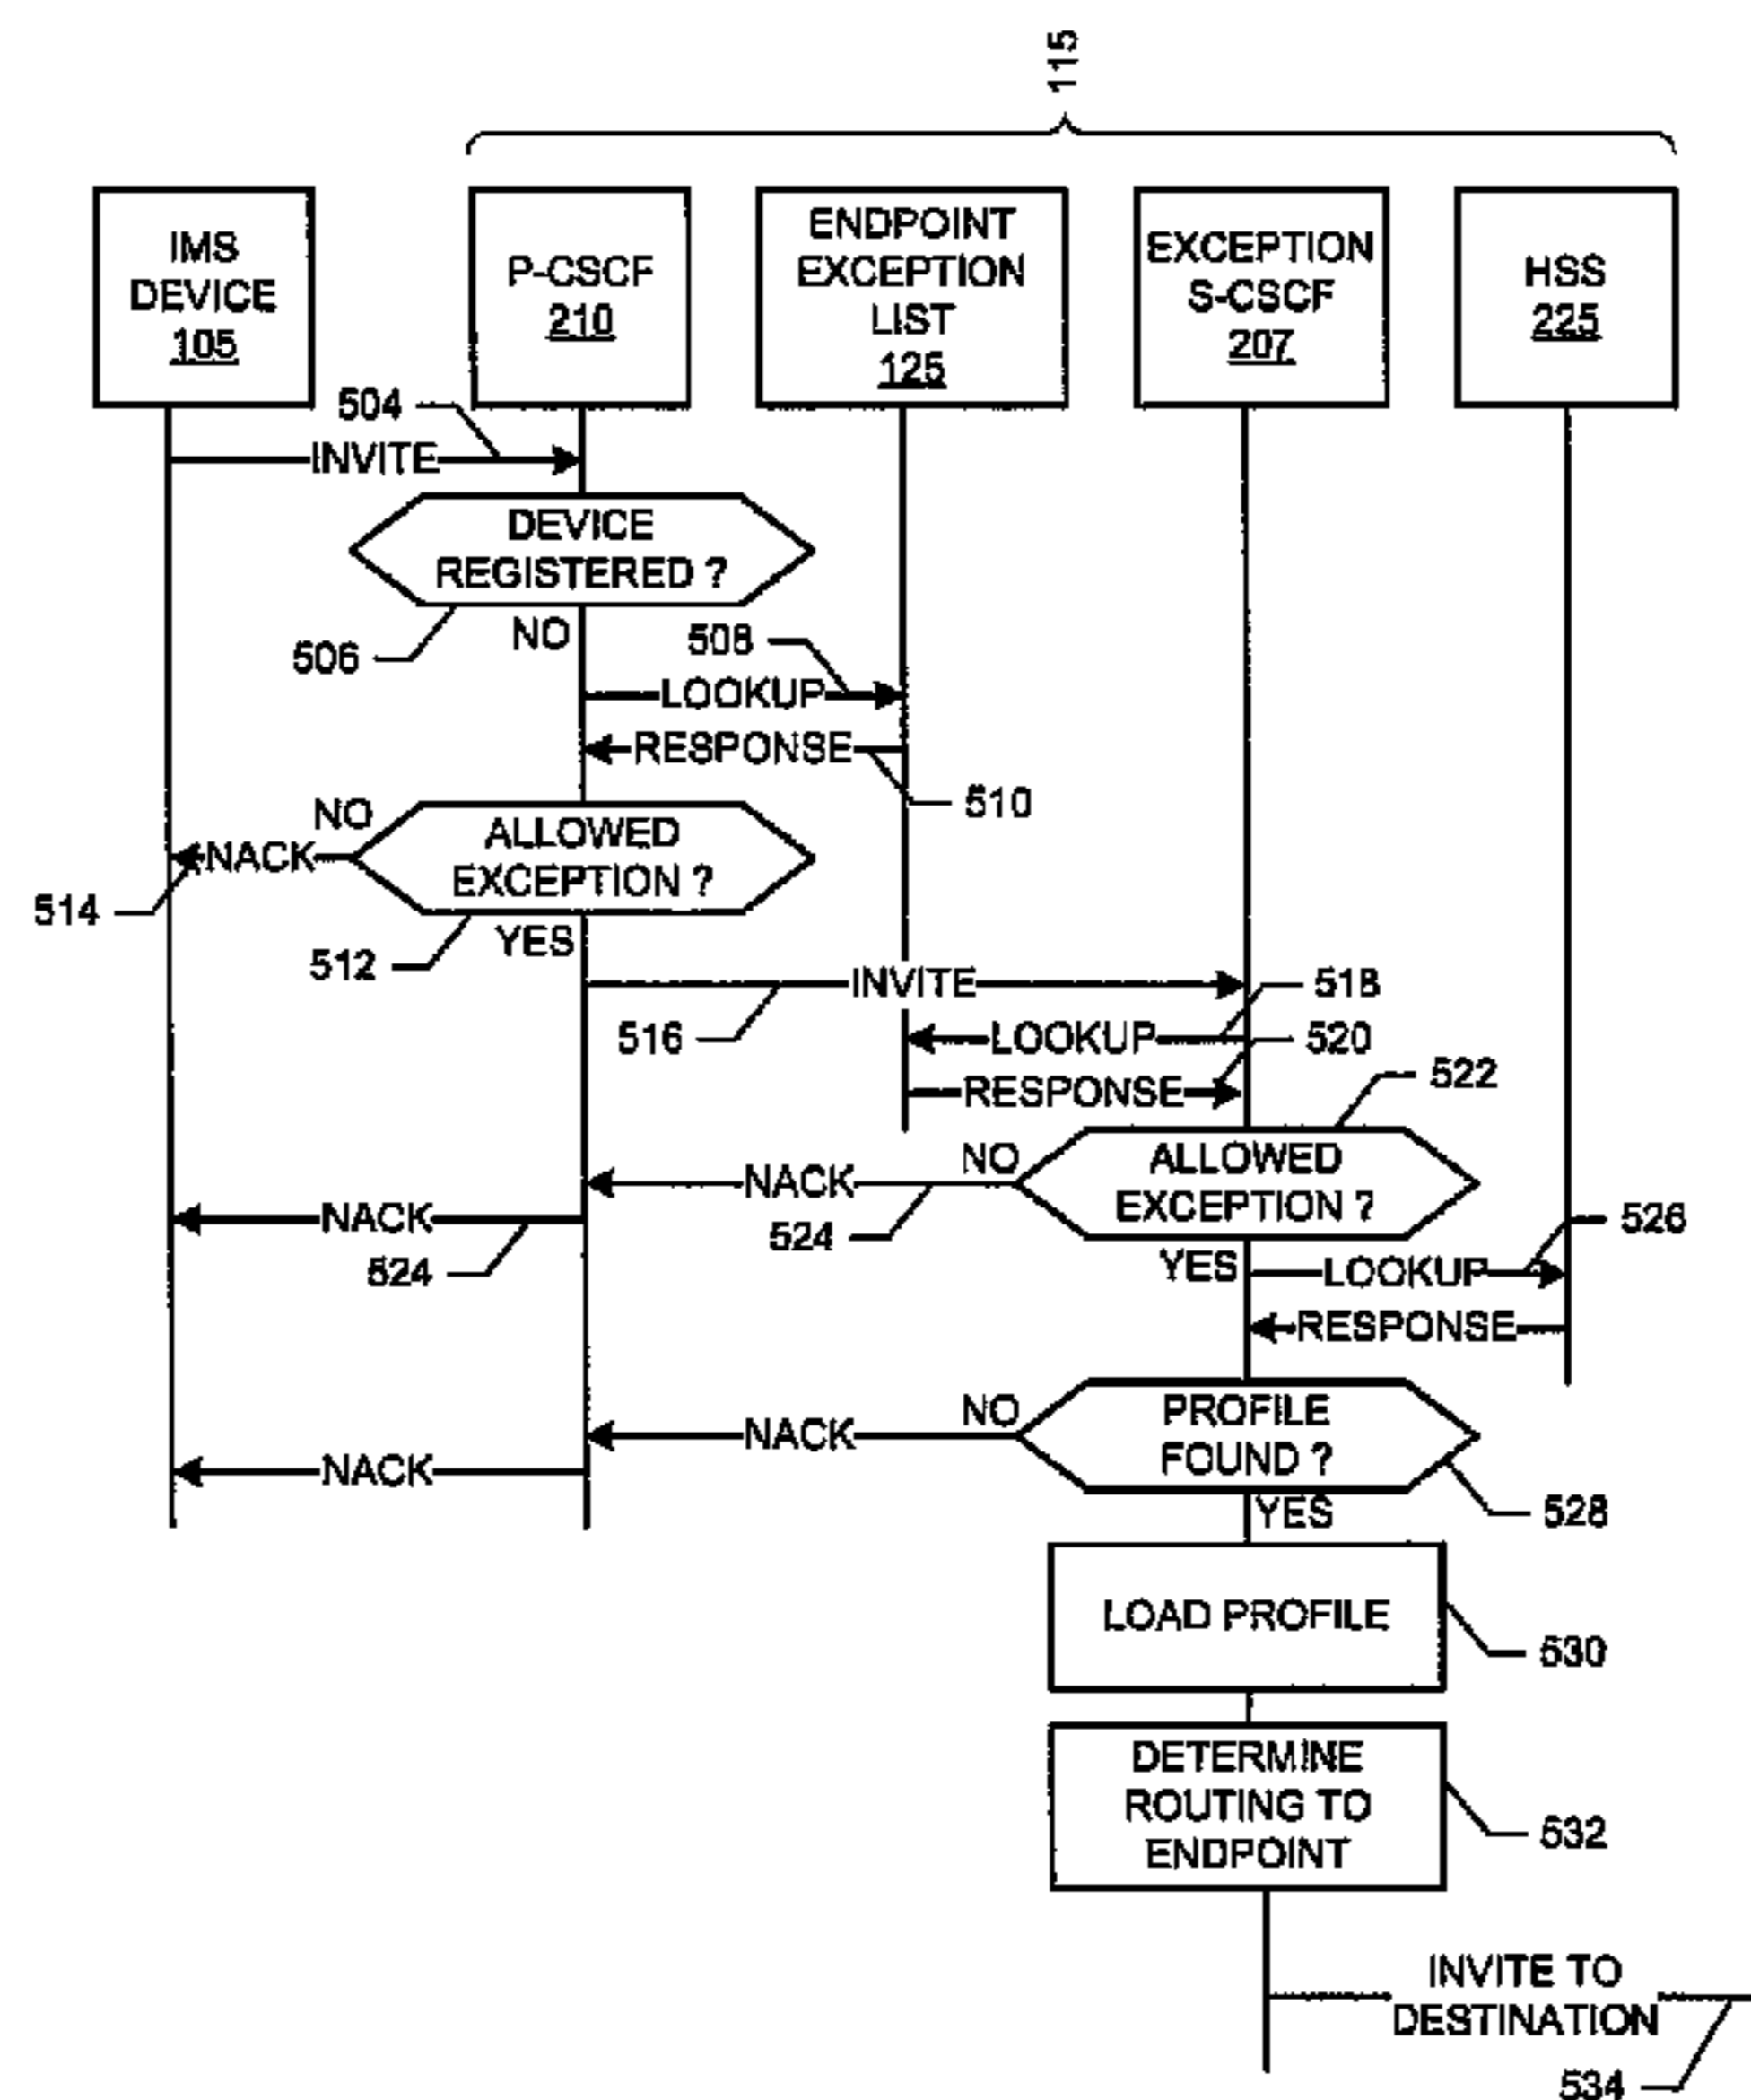 115
IMS
DEVICE
105
P-CSCF
210
ENDPOINT
EXCEPTION
LIST
125
EXCEPTION
S-CSCF
207
HSS
225
504
INVITE
DEVICE
REGISTERED ?
506
NO
508
LOOKUP
RESPONSE
510
NO
NACK
514
ALLOWED
EXCEPTION ?
512
YES
INVITE
516
518
LOOKUP
520
RESPONSE
522
ALLOWED
EXCEPTION ?
NO
NACK
524
NACK
524
YES
526
LOOKUP
RESPONSE
PROFILE
FOUND ?
NO
NACK
NACK
528
YES
LOAD PROFILE
530
DETERMINE
ROUTING TO
ENDPOINT
532
INVITE TO
DESTINATION
534